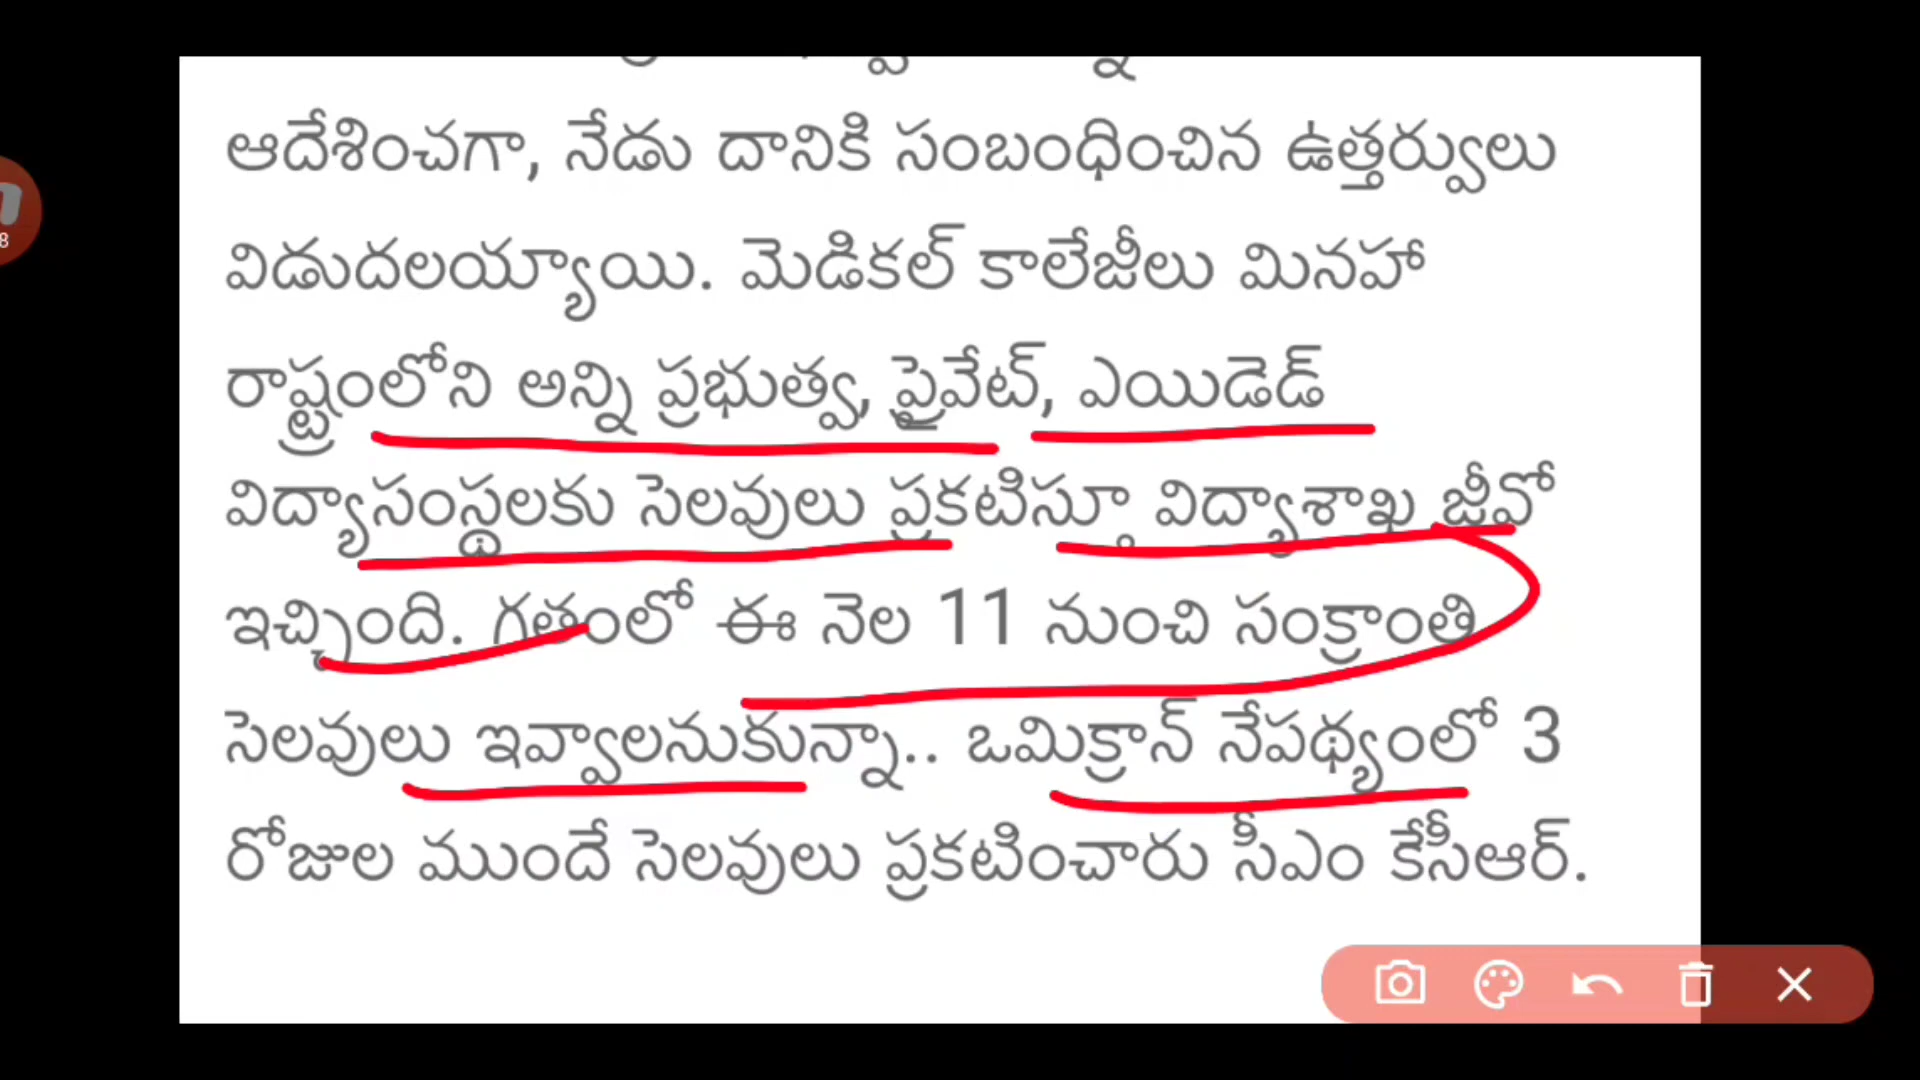 ఆదేశించగా, నేడు దానికి సంబంధించిన ఉత్తర్వులు
విడుదలయ్యాయి. మెడికల్ కాలేజీలు మినహా
రాష్ట్రంలోని అన్ని ప్రభుత్వ, ప్రైవేట్, ఎయిడెడ్
విద్యాసంస్థలకు సెలవులు ప్రకటిస్తూ విద్యాశాఖ జీవో
ఇచ్చింది. గతంలో ఈ నెల 11 నుంచి సంక్రాంతి
సెలవులు ఇవ్వాలనుకున్నా.. ఒమిక్రాన్ నేపథ్యంలో 3
రోజుల ముందే సెలవులు ప్రకటించారు సీఎం కేసీఆర్.
8